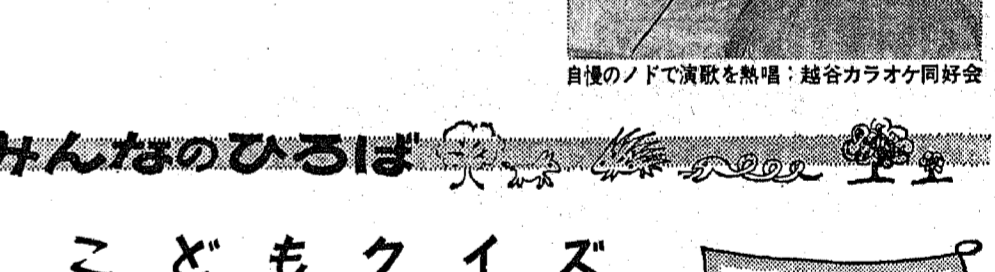 自慢のノドで演歌を熱唱：越谷カラオケ同好会
みんなのひろば
こどもクイズ